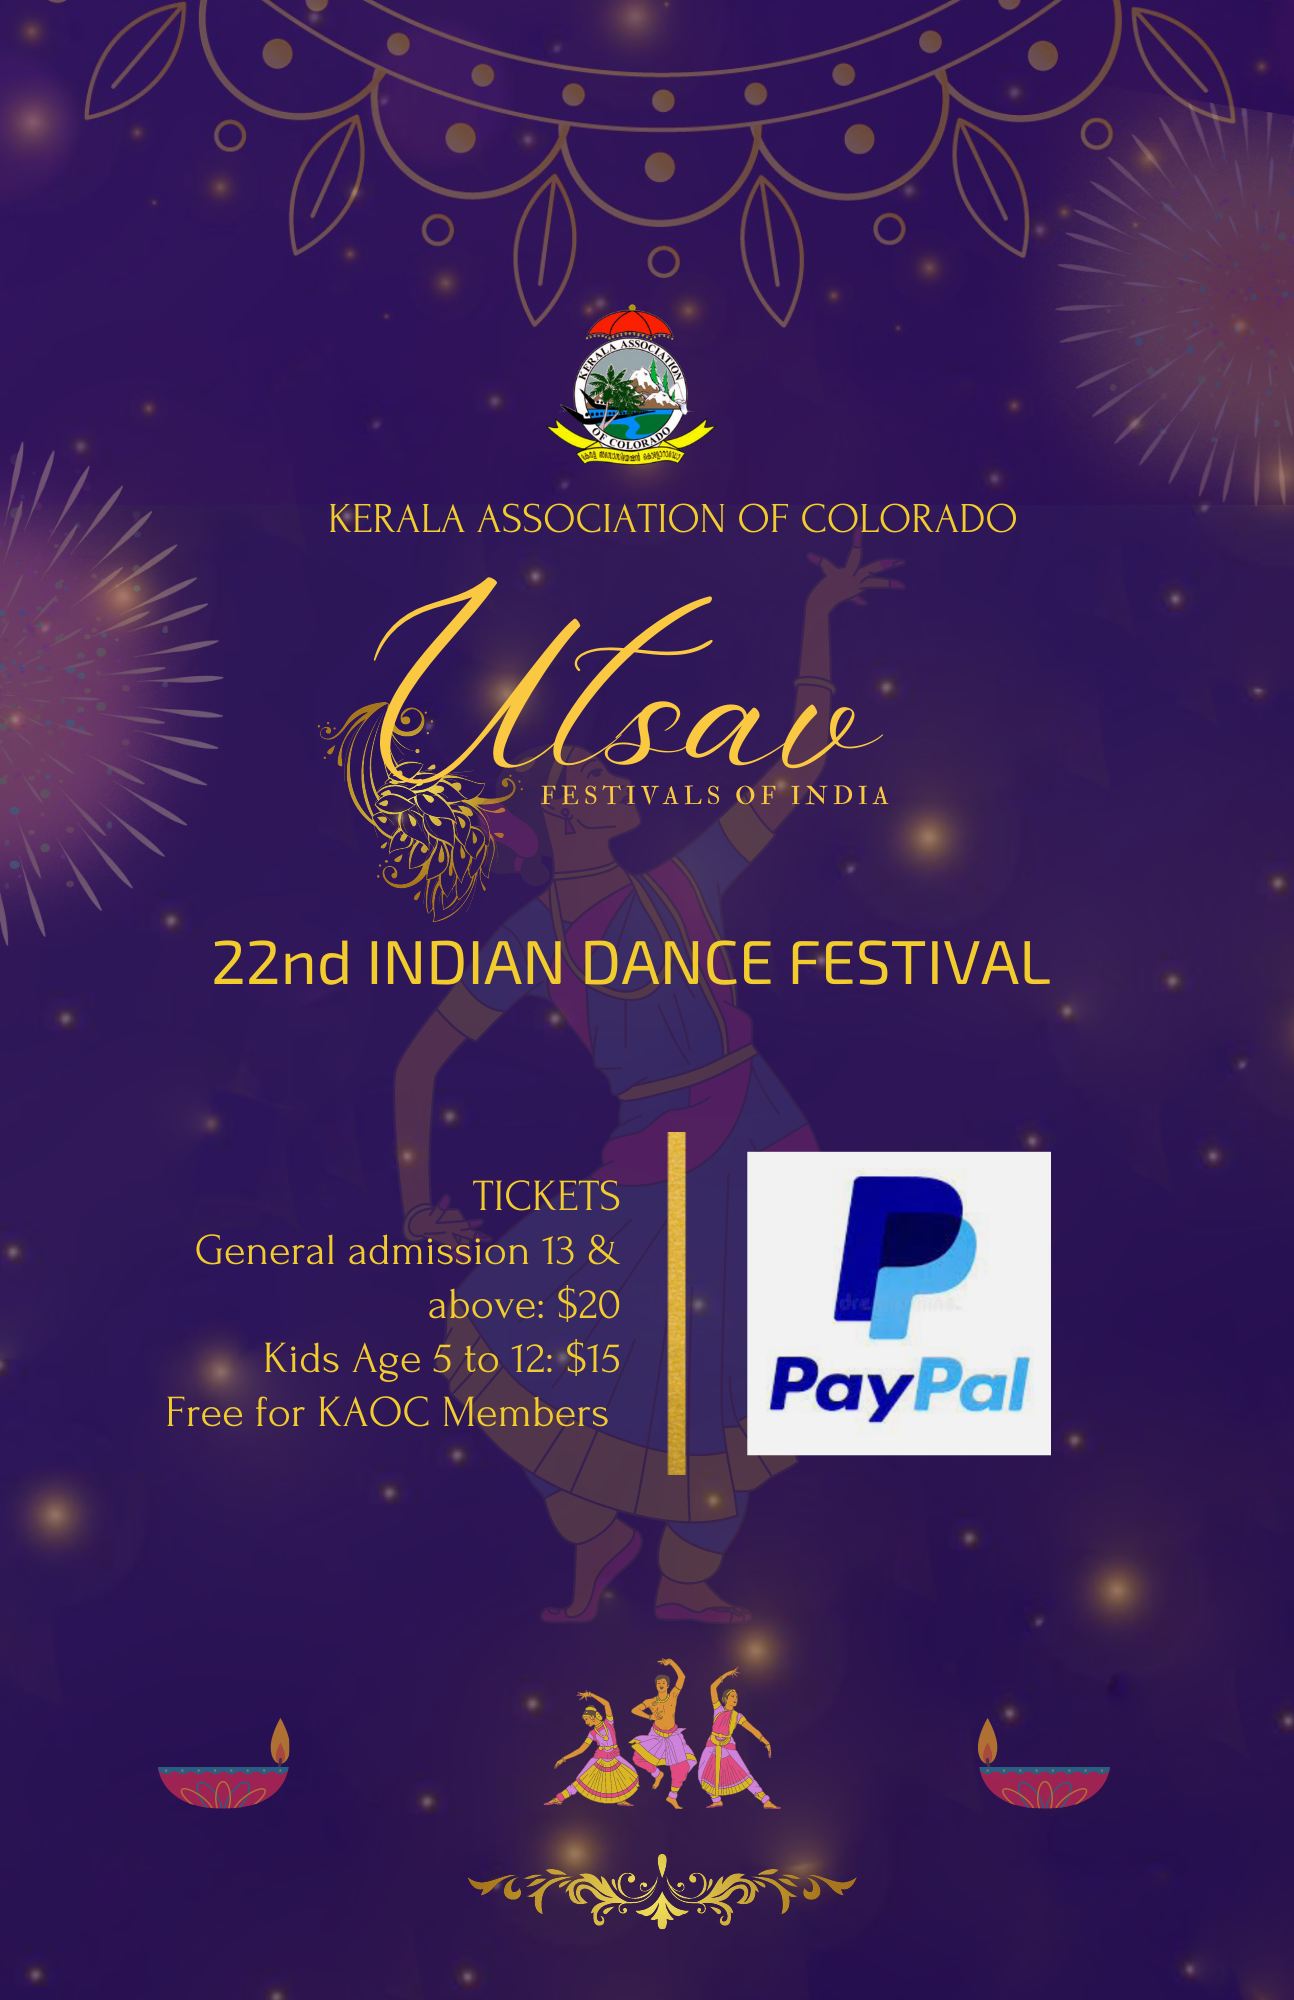 KERALA ASSOCIATION
OF COLORADO
KERALA ASSOCIATION OF COLORADO
Utsav
FESTIVALS OF INDIA
22nd INDIAN DANCE FESTIVAL
TICKETS
General admission 13 &
above: $20
Kids Age 5 to 12: $15
Free for KAOC Members
PayPal